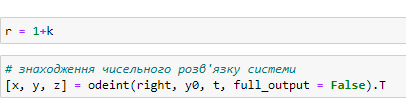 r = 1+k
# знаходження чисельного розв'язку системи
[x, y, z] = odeint(right, y0, t, full_output = False).T